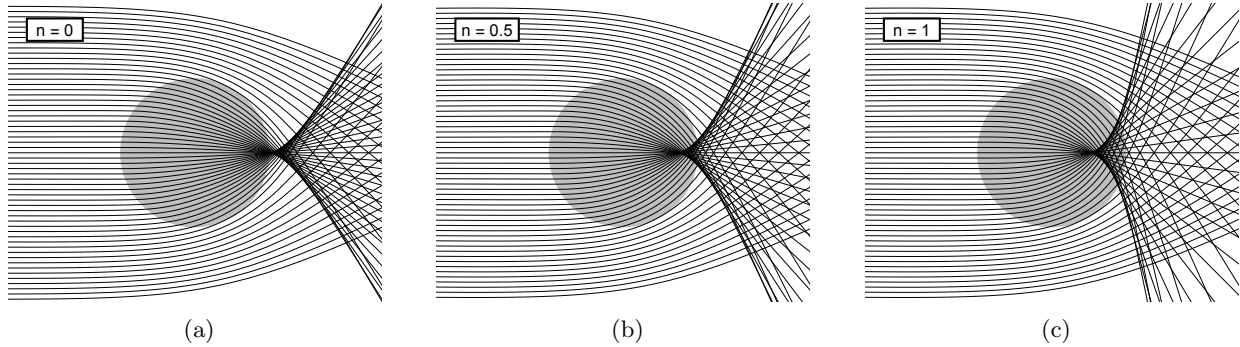 n = 0
n = 0.5
n = 1
(a)
(b)
(c)